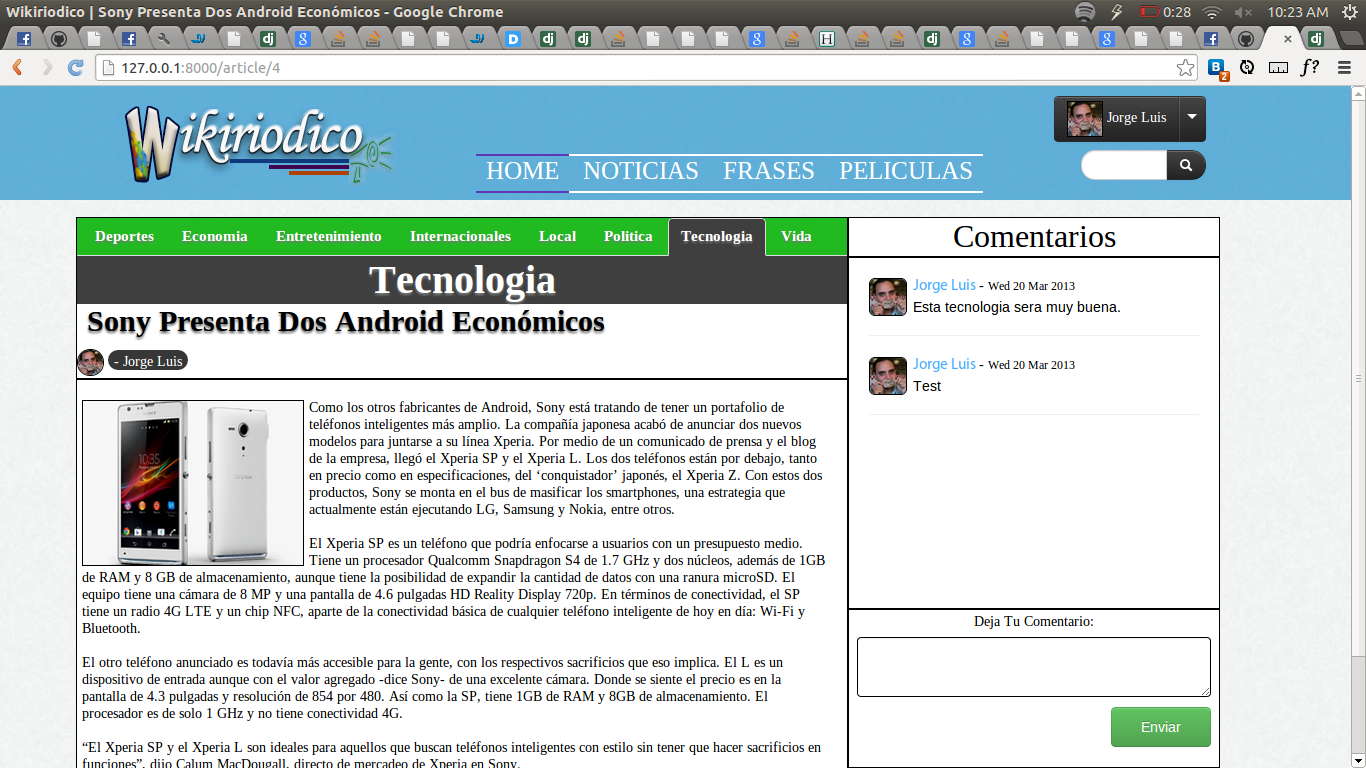 Wikiriodico | Sony Presenta Dos Android Económicos - Google Chrome
0:28
10:23 AM
127.0.0.1:8000/article/4
2
f?
Wikiriodico
Jorge Luis
HOME NOTICIAS FRASES PELICULAS
Deportes Economia Entretenimiento Internacionales Local Politica Tecnologia Vida
Tecnologia
Sony Presenta Dos Android Económicos
- Jorge Luis
Como los otros fabricantes de Android, Sony está tratando de tener un portafolio de
teléfonos inteligentes más amplio. La compañía japonesa acabó de anunciar dos nuevos
modelos para juntarse a su línea Xperia. Por medio de un comunicado de prensa y el blog
de la empresa, llegó el Xperia SP y el Xperia L. Los dos teléfonos están por debajo, tanto
en precio como en especificaciones, del ‘conquistador’ japonés, el Xperia Z. Con estos dos
productos, Sony se monta en el bus de masificar los smartphones, una estrategia que
actualmente están ejecutando LG, Samsung y Nokia, entre otros.
El Xperia SP es un teléfono que podría enfocarse a usuarios con un presupuesto medio.
Tiene un procesador Qualcomm Snapdragon S4 de 1.7 GHz y dos núcleos, además de 1GB
de RAM y 8 GB de almacenamiento, aunque tiene la posibilidad de expandir la cantidad de datos con una ranura microSD. El
equipo tiene una cámara de 8 MP y una pantalla de 4.6 pulgadas HD Reality Display 720p. En términos de conectividad, el SP
tiene un radio 4G LTE y un chip NFC, aparte de la conectividad básica de cualquier teléfono inteligente de hoy en día: Wi-Fi y
Bluetooth.
El otro teléfono anunciado es todavía más accesible para la gente, con los respectivos sacrificios que eso implica. El L es un
dispositivo de entrada aunque con el valor agregado -dice Sony- de una excelente cámara. Donde se siente el precio es en la
pantalla de 4.3 pulgadas y resolución de 854 por 480. Así como la SP, tiene 1GB de RAM y 8GB de almacenamiento. El
procesador es de solo 1 GHz y no tiene conectividad 4G.
“El Xperia SP y el Xperia L son ideales para aquellos que buscan teléfonos inteligentes con estilo sin tener que hacer sacrificios en
funciones”, dijo Calum MacDougall, directo de mercadeo de Xperia en Sony.
SONY
10:35
Comentarios
Jorge Luis - Wed 20 Mar 2013
Esta tecnologia sera muy buena.
Jorge Luis - Wed 20 Mar 2013
Test
Deja Tu Comentario:
Enviar